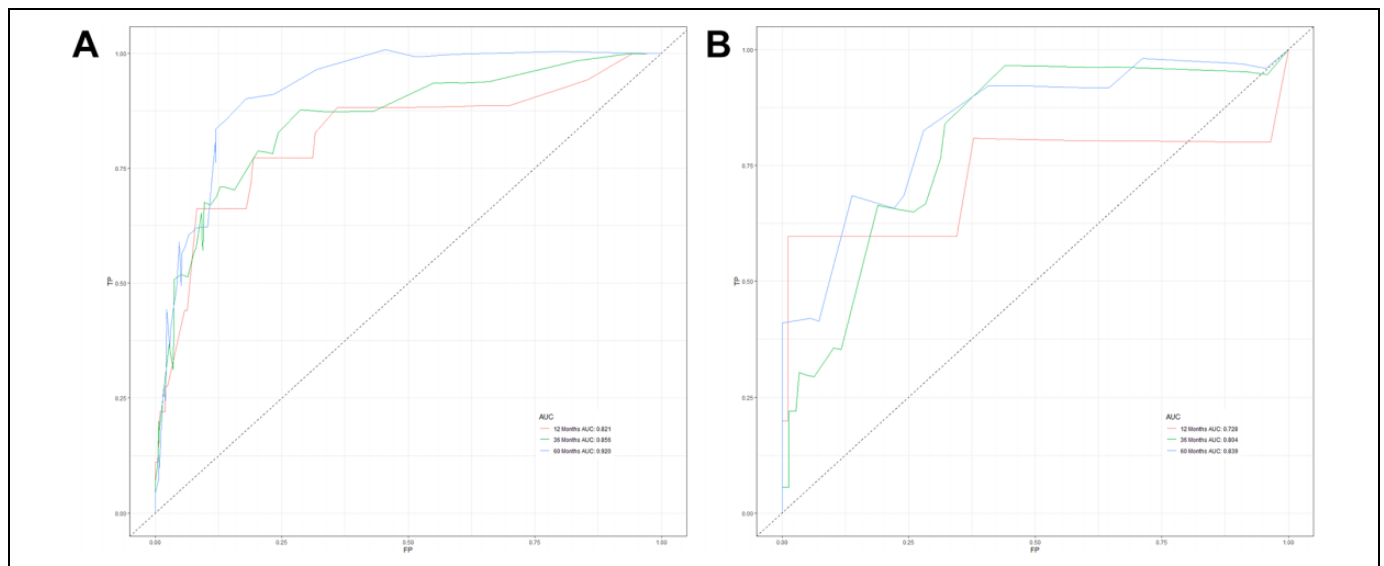 A
B
1.00
0.75
0.50
0.25
0.00
TP
0.00
0.25
0.50
0.75
1.00
FP
AUC
12 Months AUC: 0.821
36 Months AUC: 0.856
60 Months AUC: 0.920
1.00
0.75
0.50
0.25
0.00
TP
0.00
0.25
0.50
0.75
1.00
FP
AUC
12 Months AUC: 0.728
36 Months AUC: 0.804
60 Months AUC: 0.839